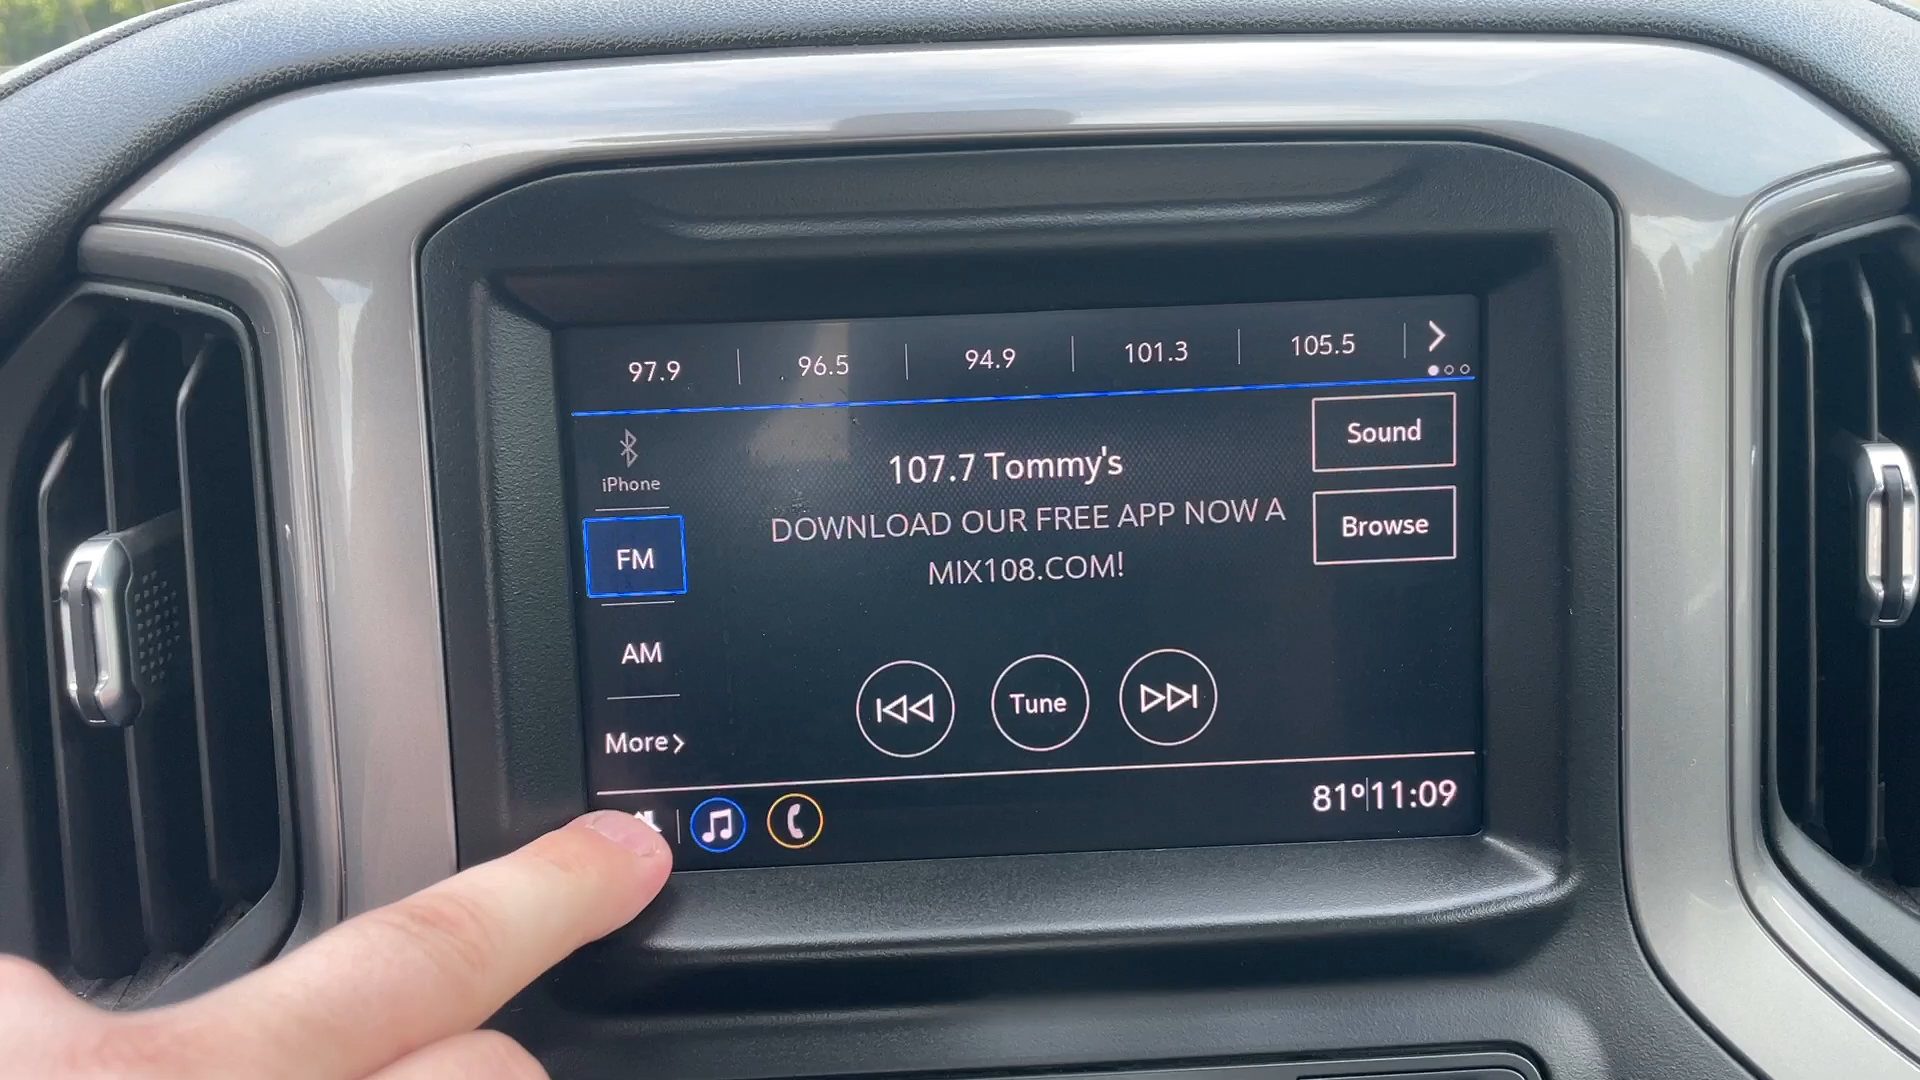 97.9 96.5 94.9 101.3 105.5
iPhone
FM
AM
More
107.7 Tommy's
DOWNLOAD OUR FREE APP NOW A
MIX108.COM!
Sound
Browse
Tune
81° 11:09